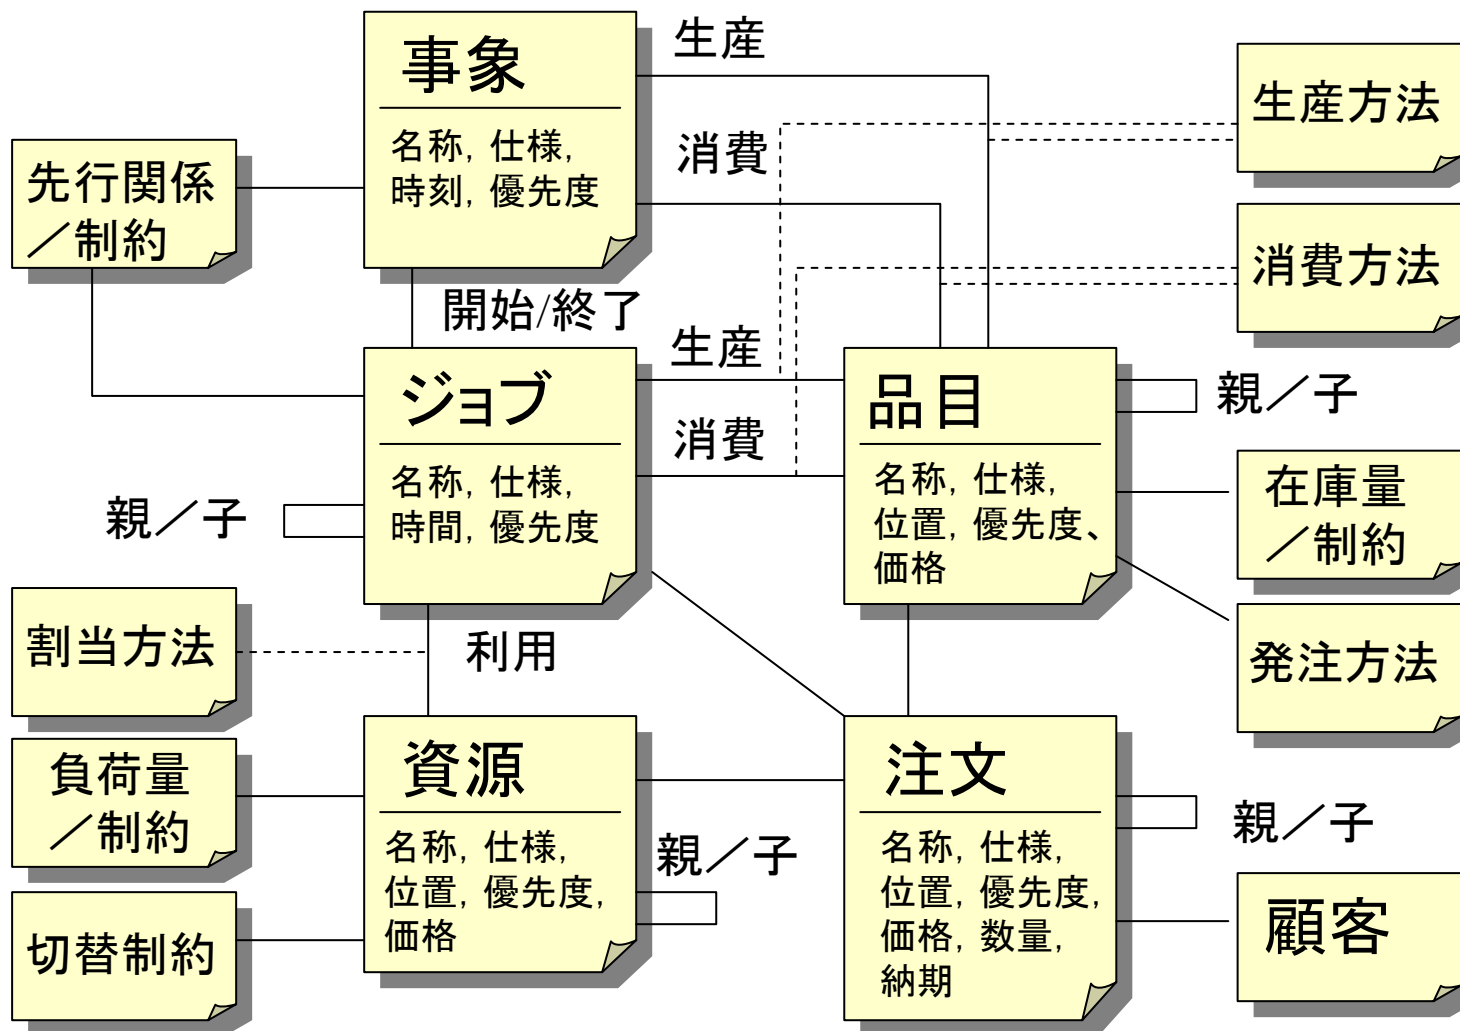 事象
名称, 仕様,
時刻, 優先度
生産
消費
生産方法
消費方法
先行関係
／制約
開始/終了
ジョブ
名称, 仕様,
時間, 優先度
生産
消費
品目
名称, 仕様,
位置, 優先度、
価格
親／子
親／子
在庫量
／制約
発注方法
割当方法
利用
負荷量
／制約
切替制約
資源
名称, 仕様,
位置, 優先度,
価格
親／子
注文
名称, 仕様,
位置, 優先度,
価格, 数量,
納期
親／子
顧客